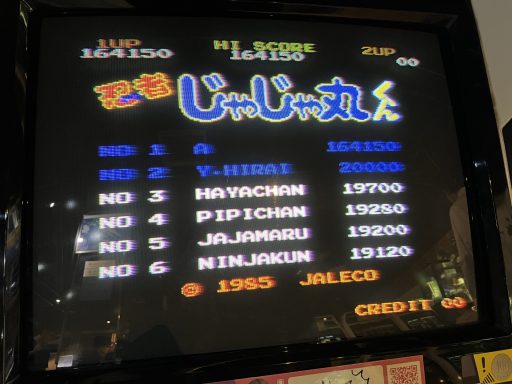 1UP HI SCORE 2UP
164150 164150 00
忍者じゃじゃ丸くん
NO 1 A 164150
NO 2 Y-HIRAI 20000
NO 3 HAYACHAN 19700
NO 4 PIPICHAN 19280
NO 5 JAJAMARU 19200
NO 6 NINJAKUN 19120
© 1985 JALECO
CREDIT 00